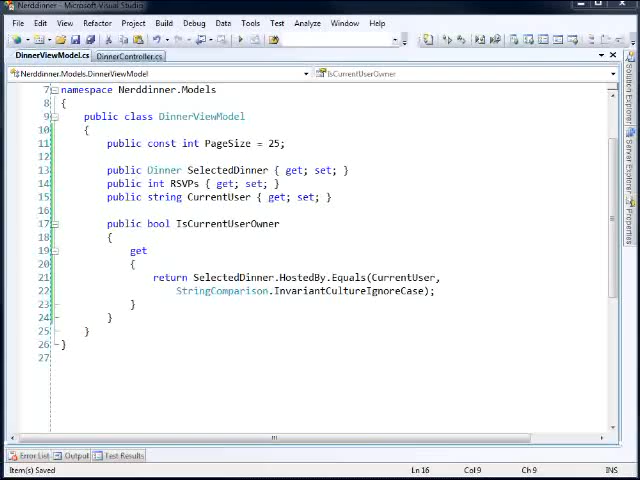 Nerddinner - Microsoft Visual Studio
File Edit View Refactor Project Build Debug Data Tools Test Analyze Window Help
DinnerViewModel.cs DinnerController.cs
Nerddinner.Models.DinnerViewModel IsCurrentUserOwner
7 namespace Nerddinner.Models
8 {
9 public class DinnerViewModel
10 {
11 public const int PageSize = 25;
12
13 public Dinner SelectedDinner { get; set; }
14 public int RSVPs { get; set; }
15 public string CurrentUser { get; set; }
16
17 public bool IsCurrentUserOwner
18 {
19 get
20 {
21 return SelectedDinner.HostedBy.Equals(CurrentUser,
22 StringComparison.InvariantCultureIgnoreCase);
23 }
24 }
25 }
26 }
27
Solution Explorer
Server Explorer
Properties
Error List Output Test Results
Item(s) Saved Ln 16 Col 9 Ch 9 INS